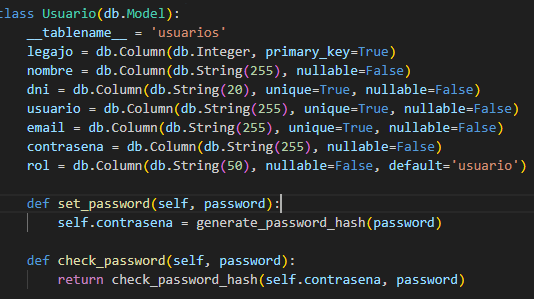 class Usuario(db.Model):
    __tablename__ = 'usuarios'
    legajo = db.Column(db.Integer, primary_key=True)
    nombre = db.Column(db.String(255), nullable=False)
    dni = db.Column(db.String(20), unique=True, nullable=False)
    usuario = db.Column(db.String(255), unique=True, nullable=False)
    email = db.Column(db.String(255), unique=True, nullable=False)
    contrasena = db.Column(db.String(255), nullable=False)
    rol = db.Column(db.String(50), nullable=False, default='usuario')

    def set_password(self, password):
        self.contrasena = generate_password_hash(password)

    def check_password(self, password):
        return check_password_hash(self.contrasena, password)